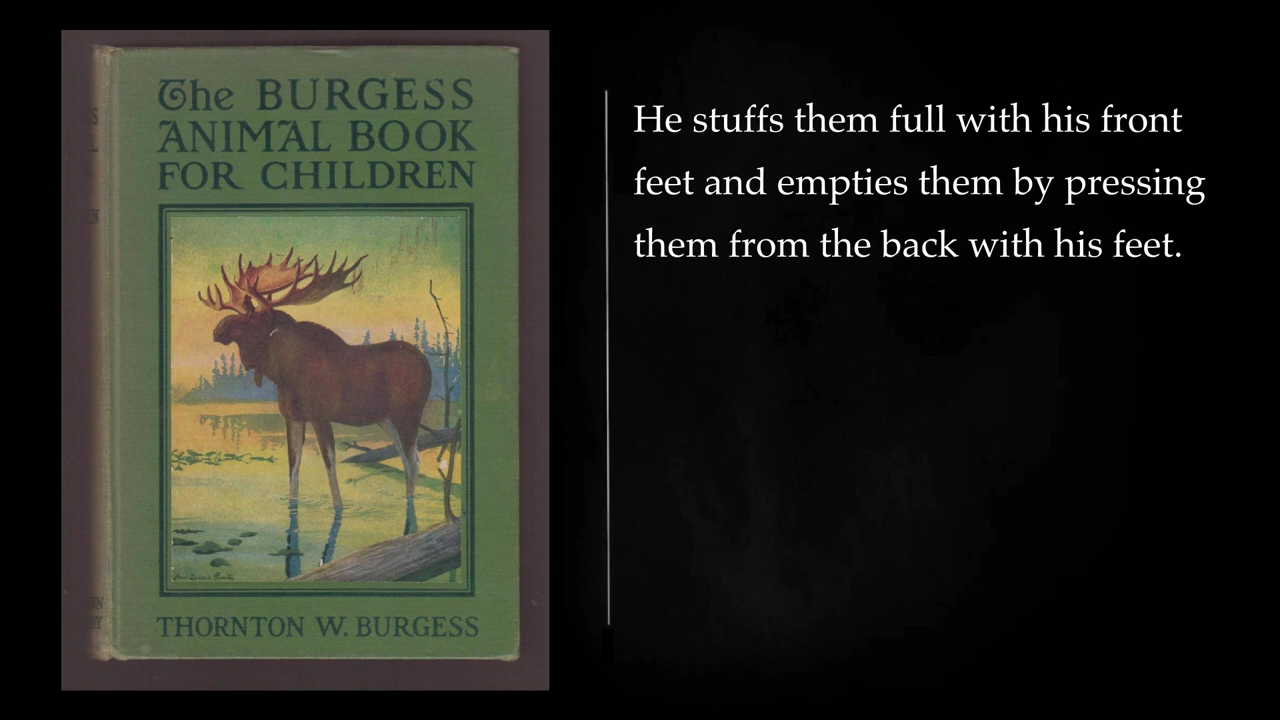 The BURGESS
ANIMAL BOOK
FOR CHILDREN
THORNTON W. BURGESS
He stuffs them full with his front
feet and empties them by pressing
them from the back with his feet.